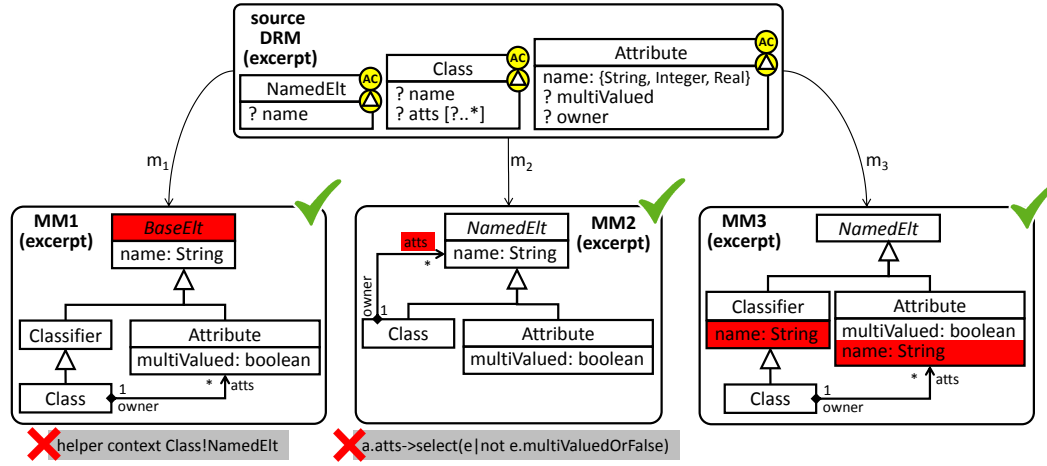 source
DRM
(excerpt)
NamedElt
AC
? name
Class
AC
? name
? atts [?..*]
Attribute
AC
name: {String, Integer, Real}
? multiValued
? owner
m1
m2
m3
MM1
(excerpt)
BaseElt
name: String
Classifier
Attribute
multiValued: boolean
Class
1
owner
*
atts
helper context Class!NamedElt
MM2
(excerpt)
NamedElt
name: String
atts
*
owner
1
Class
Attribute
multiValued: boolean
a.atts->select(e|not e.multiValuedOrFalse)
MM3
(excerpt)
NamedElt
Classifier
name: String
Attribute
multiValued: boolean
name: String
Class
1
owner
*
atts